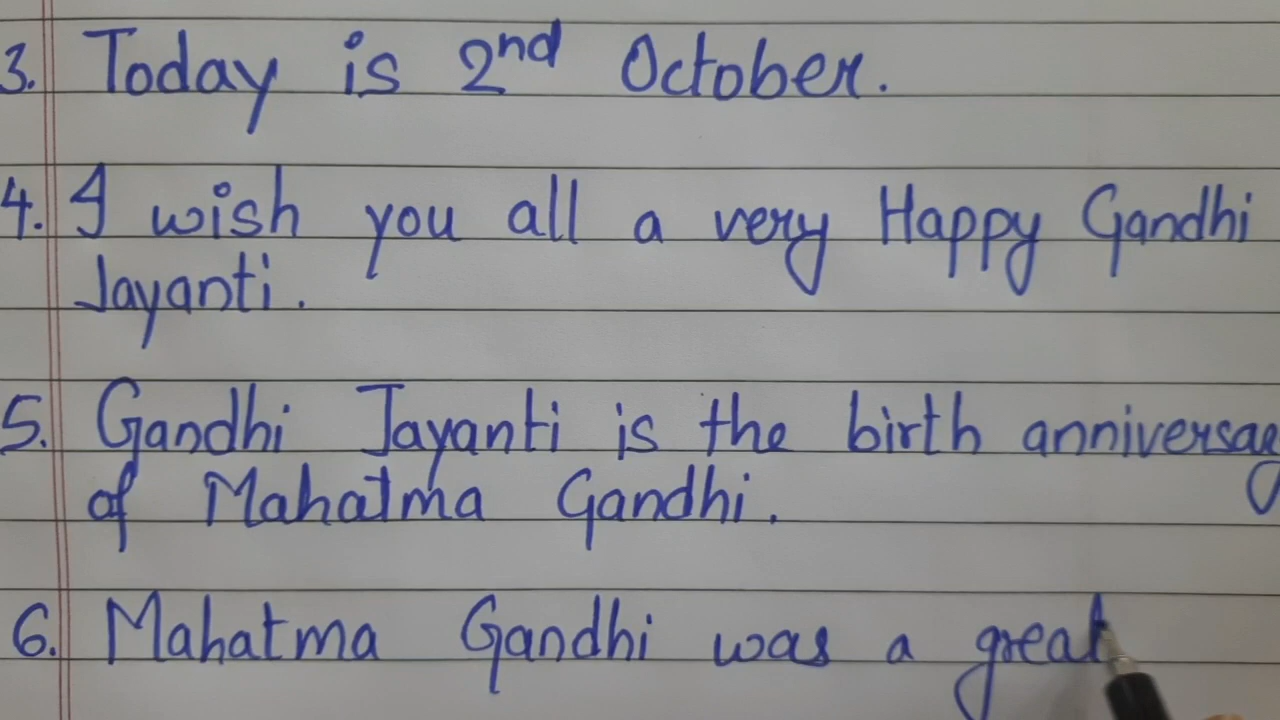 3. Today is 2nd October.
4. I wish you all a very Happy Gandhi
Jayanti.
5. Gandhi Jayanti is the birth anniversary
of Mahatma Gandhi.
6. Mahatma Gandhi was a great